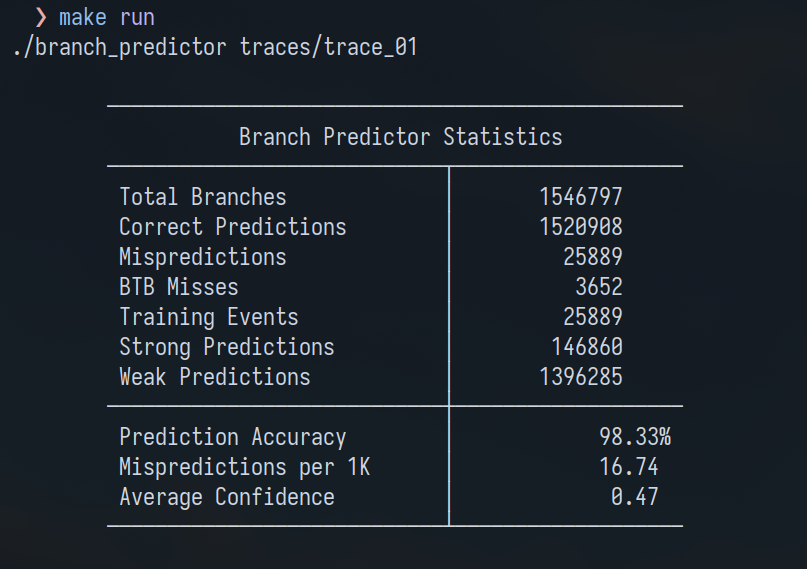 ❯ make run
./branch_predictor traces/trace_01
Branch Predictor Statistics
Total Branches 1546797
Correct Predictions 1520908
Mispredictions 25889
BTB Misses 3652
Training Events 25889
Strong Predictions 146860
Weak Predictions 1396285
Prediction Accuracy 98.33%
Mispredictions per 1K 16.74
Average Confidence 0.47